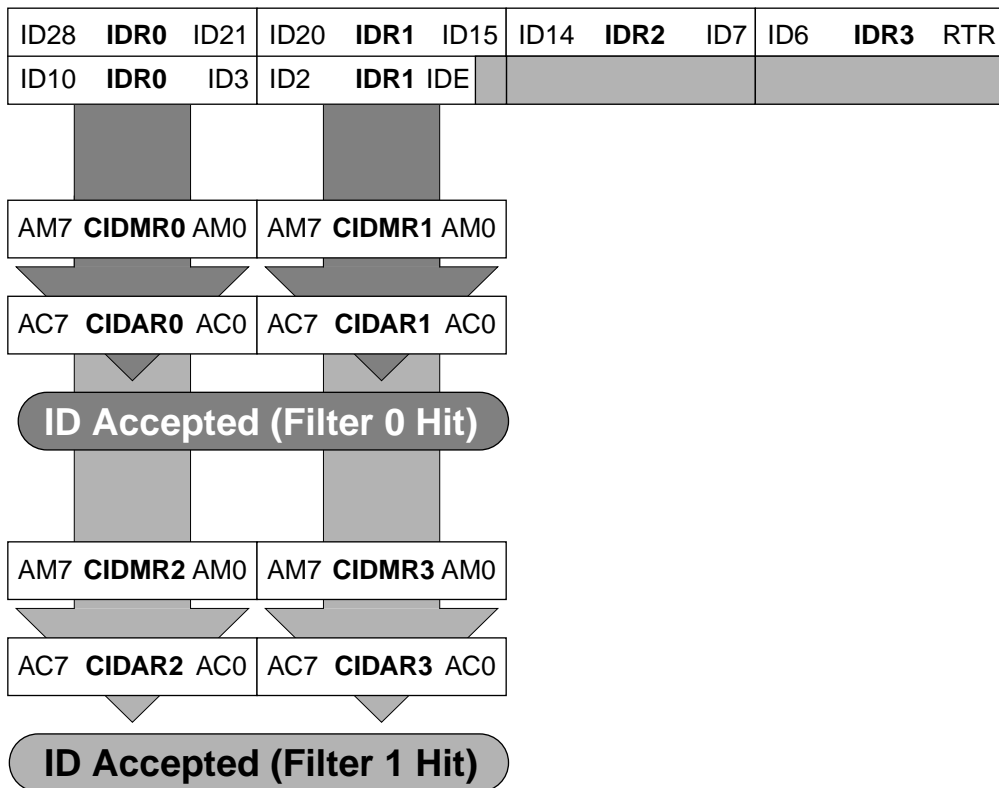 ID28 IDR0 ID21 ID20 IDR1 ID15 ID14 IDR2 ID7 ID6 IDR3 RTR
ID10 IDR0 ID3 ID2 IDR1 IDE
AM7 CIDMR0 AM0 AM7 CIDMR1 AM0
AC7 CIDAR0 AC0 AC7 CIDAR1 AC0
ID Accepted (Filter 0 Hit)
AM7 CIDMR2 AM0 AM7 CIDMR3 AM0
AC7 CIDAR2 AC0 AC7 CIDAR3 AC0
ID Accepted (Filter 1 Hit)